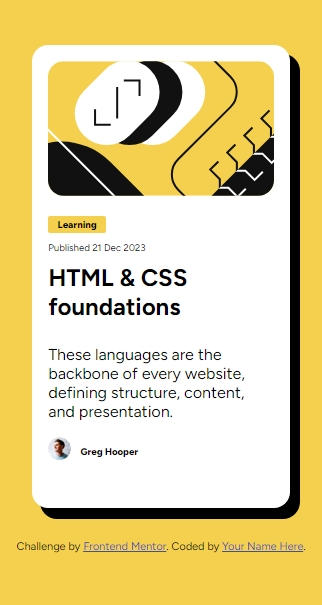 Learning
Published 21 Dec 2023
HTML & CSS
foundations
These languages are the
backbone of every website,
defining structure, content,
and presentation.
Greg Hooper
Challenge by Frontend Mentor. Coded by Your Name Here.